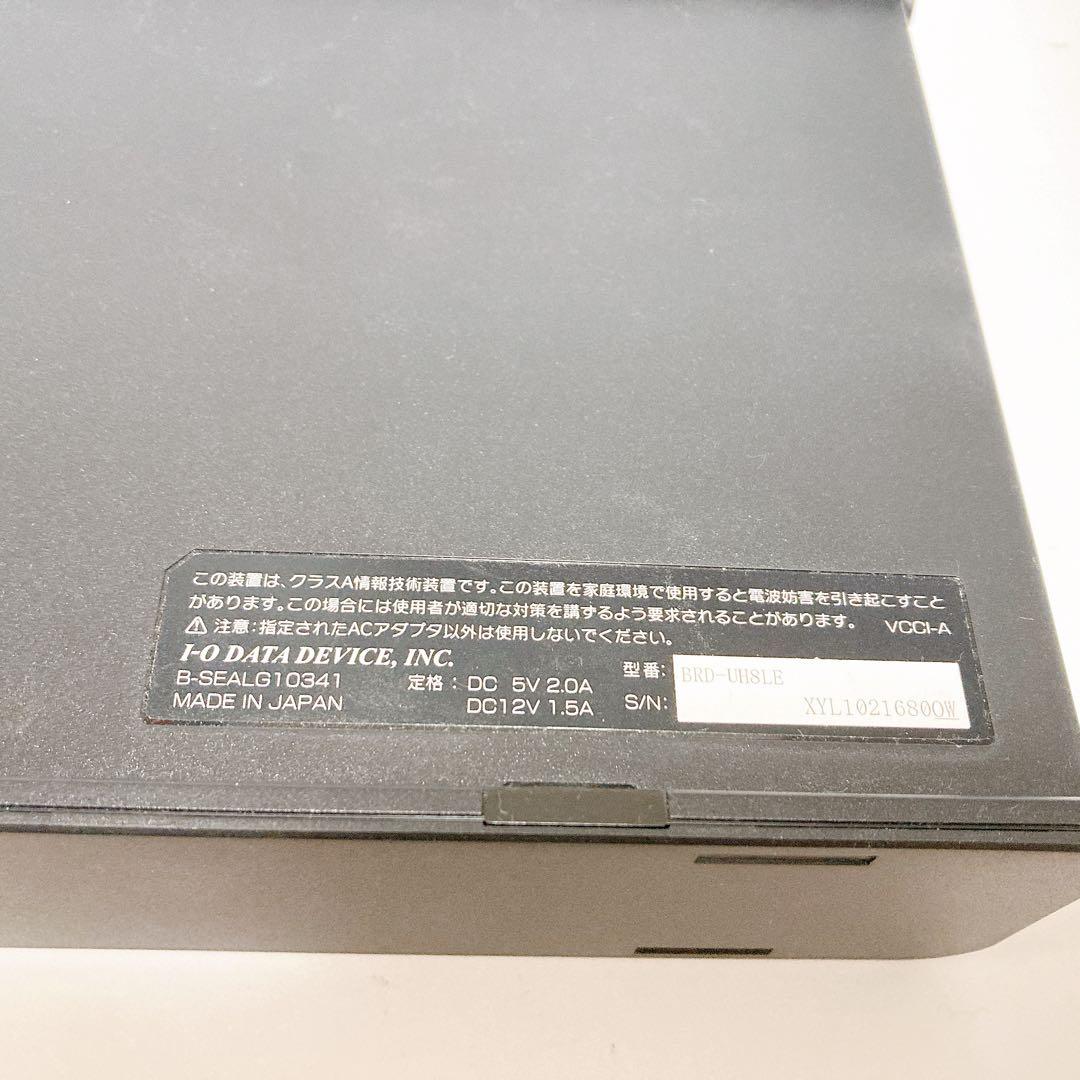 この装置は、クラスA情報技術装置です。この装置を家庭環境で使用すると電波妨害を引き起こすこと
があります。この場合には使用者が適切な対策を講ずるよう要求されることがあります。 VCCI-A
⚠ 注意:指定されたACアダプタ以外は使用しないでください。
I-O DATA DEVICE, INC.
B-SEALG10341 定格: DC 5V 2.0A 型番: BRD-UH8LE
MADE IN JAPAN DC12V 1.5A S/N: XYL1021680OW